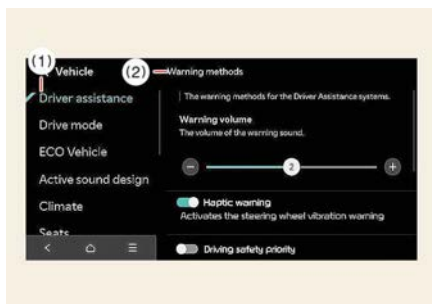 (1)
Vehicle
(2)
Warning methods
Driver assistance
Drive mode
ECO Vehicle
Active sound design
Climate
Seats
The warning methods for the Driver Assistance systems.
Warning volume
The volume of the warning sound.
2
Haptic warning
Activates the steering wheel vibration warning
Driving safety priority